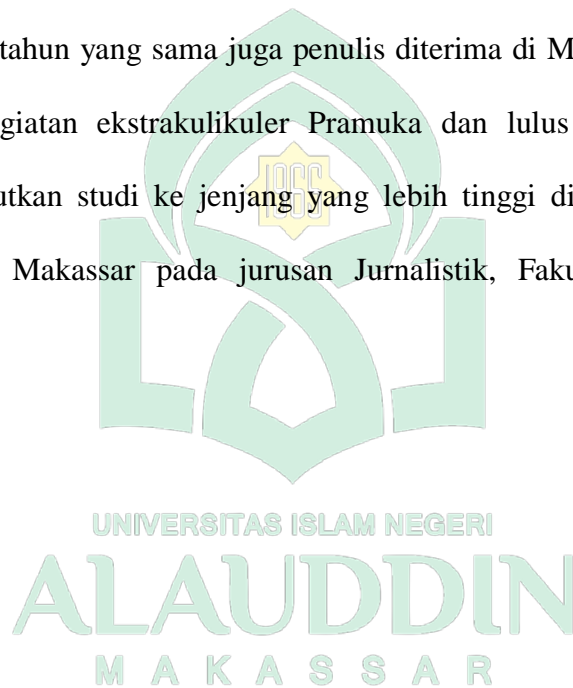 tahun yang sama juga penulis diterima di M
giatan ekstrakulikuler Pramuka dan lulus
1965
utkan studi ke jenjang yang lebih tinggi di
Makassar pada jurusan Jurnalistik, Faku
UNIVERSITAS ISLAM NEGERI
ALAUDDIN
MAKASSAR